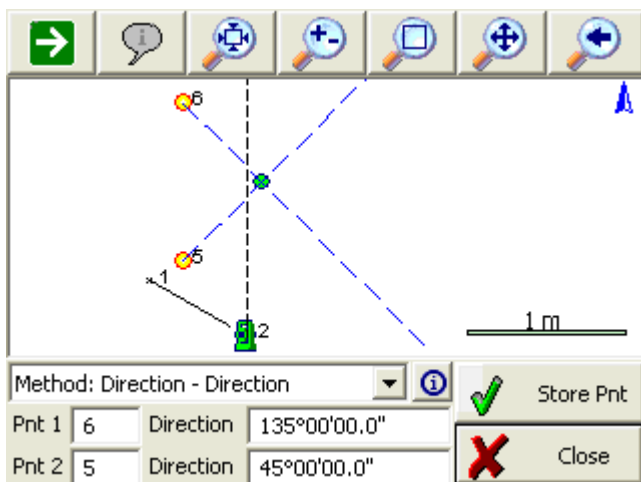 6
5
1
2
1 m
Method: Direction - Direction
Store Pnt
Pnt 1 6 Direction 135°00'00.0"
Close
Pnt 2 5 Direction 45°00'00.0"